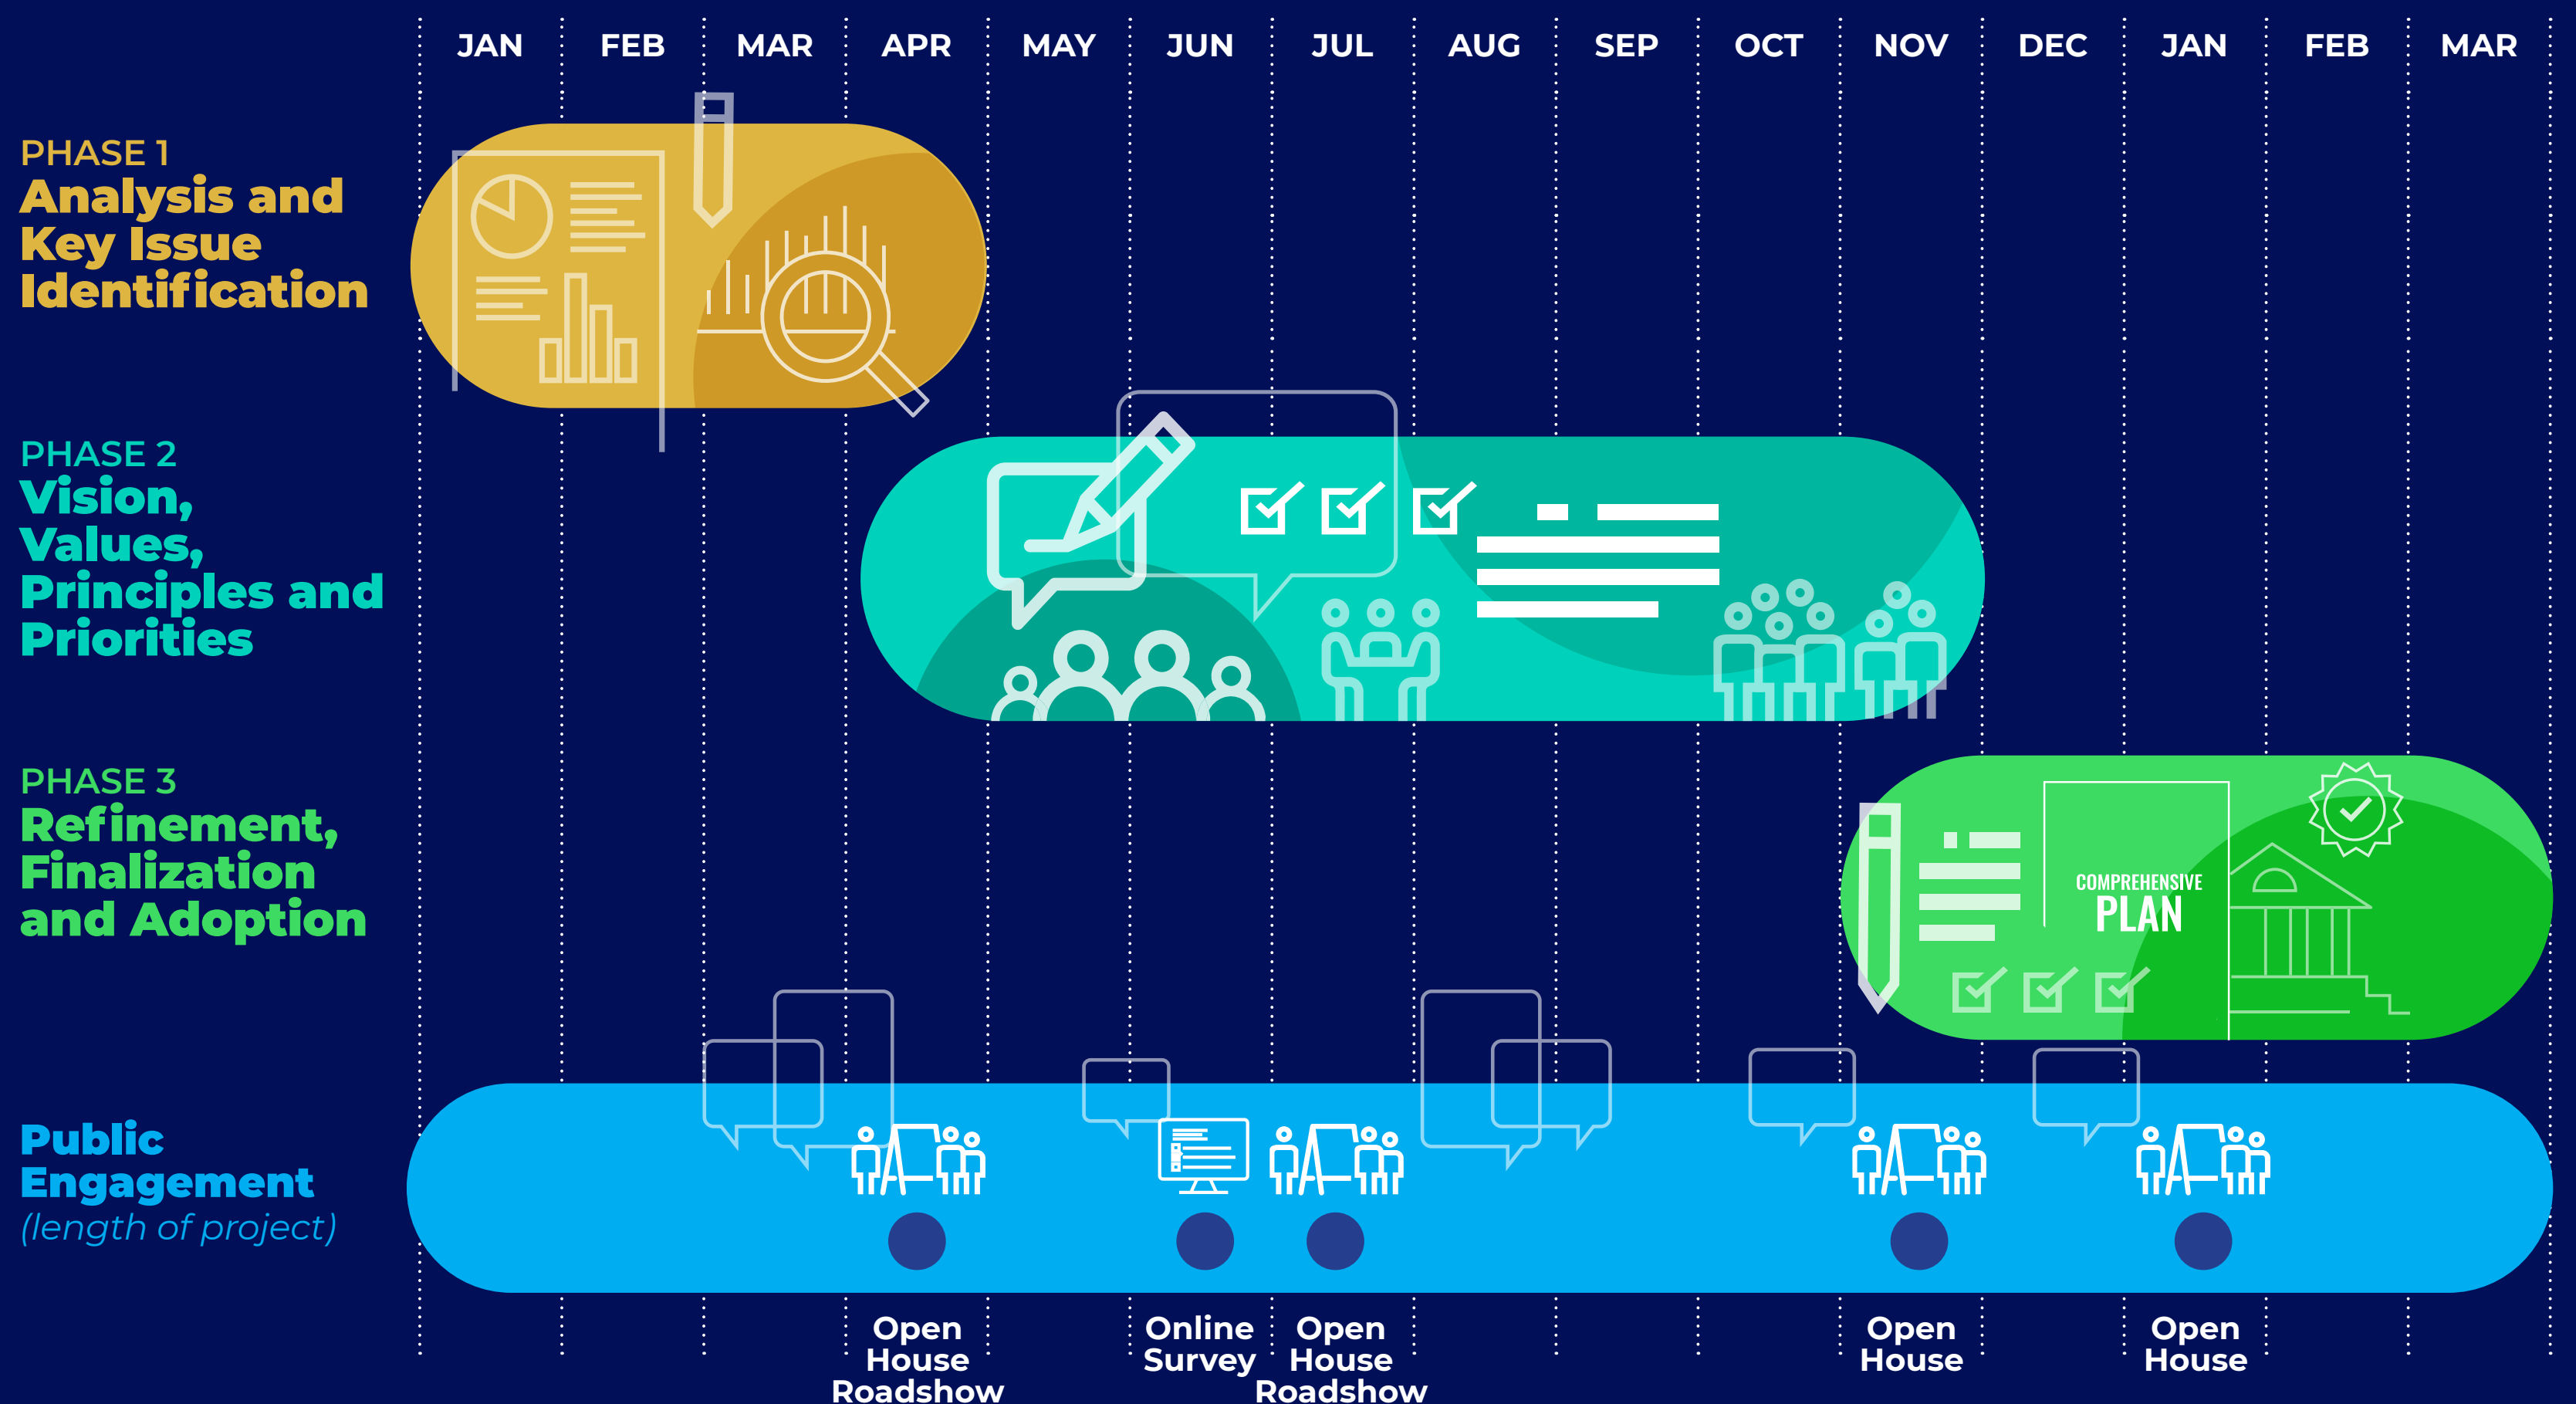 JAN FEB MAR APR MAY JUN JUL AUG SEP OCT NOV DEC JAN FEB MAR
PHASE 1
Analysis and
Key Issue
Identification
PHASE 2
Vision,
Values,
Principles and
Priorities
PHASE 3
Refinement,
Finalization
and Adoption
COMPREHENSIVE
PLAN
Public
Engagement
(length of project)
Open
House
Roadshow
Online
Survey
Open
House
Roadshow
Open
House
Open
House